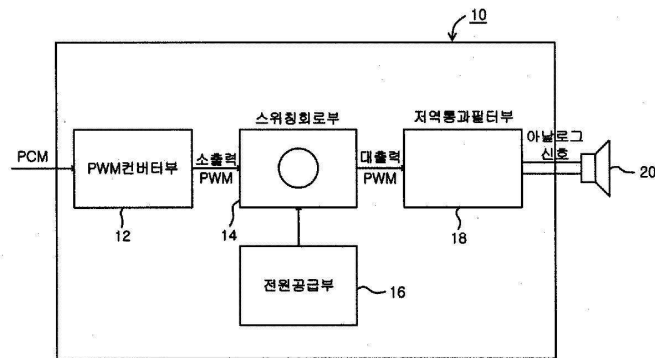 10
스위칭회로부
저역통과필터부
아날로그
신호
PCM
PWM컨버터부
소출력
PWM
대출력
PWM
20
12
14
18
전원공급부
16